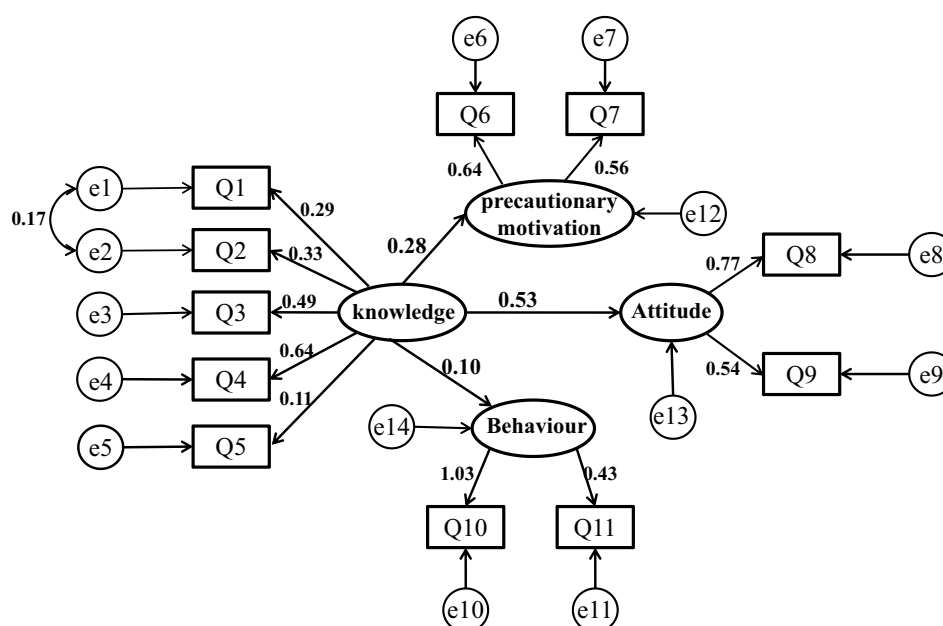 e6
e7
Q6
Q7
0.64
0.56
e1
Q1
0.17
0.29
precautionary
motivation
e12
e2
Q2
0.33
0.28
0.77
Q8
e8
e3
Q3
0.49
knowledge
0.53
Attitude
e4
Q4
0.64
0.10
0.54
Q9
e9
0.11
e13
e14
Behaviour
e5
Q5
1.03
0.43
Q10
Q11
e10
e11